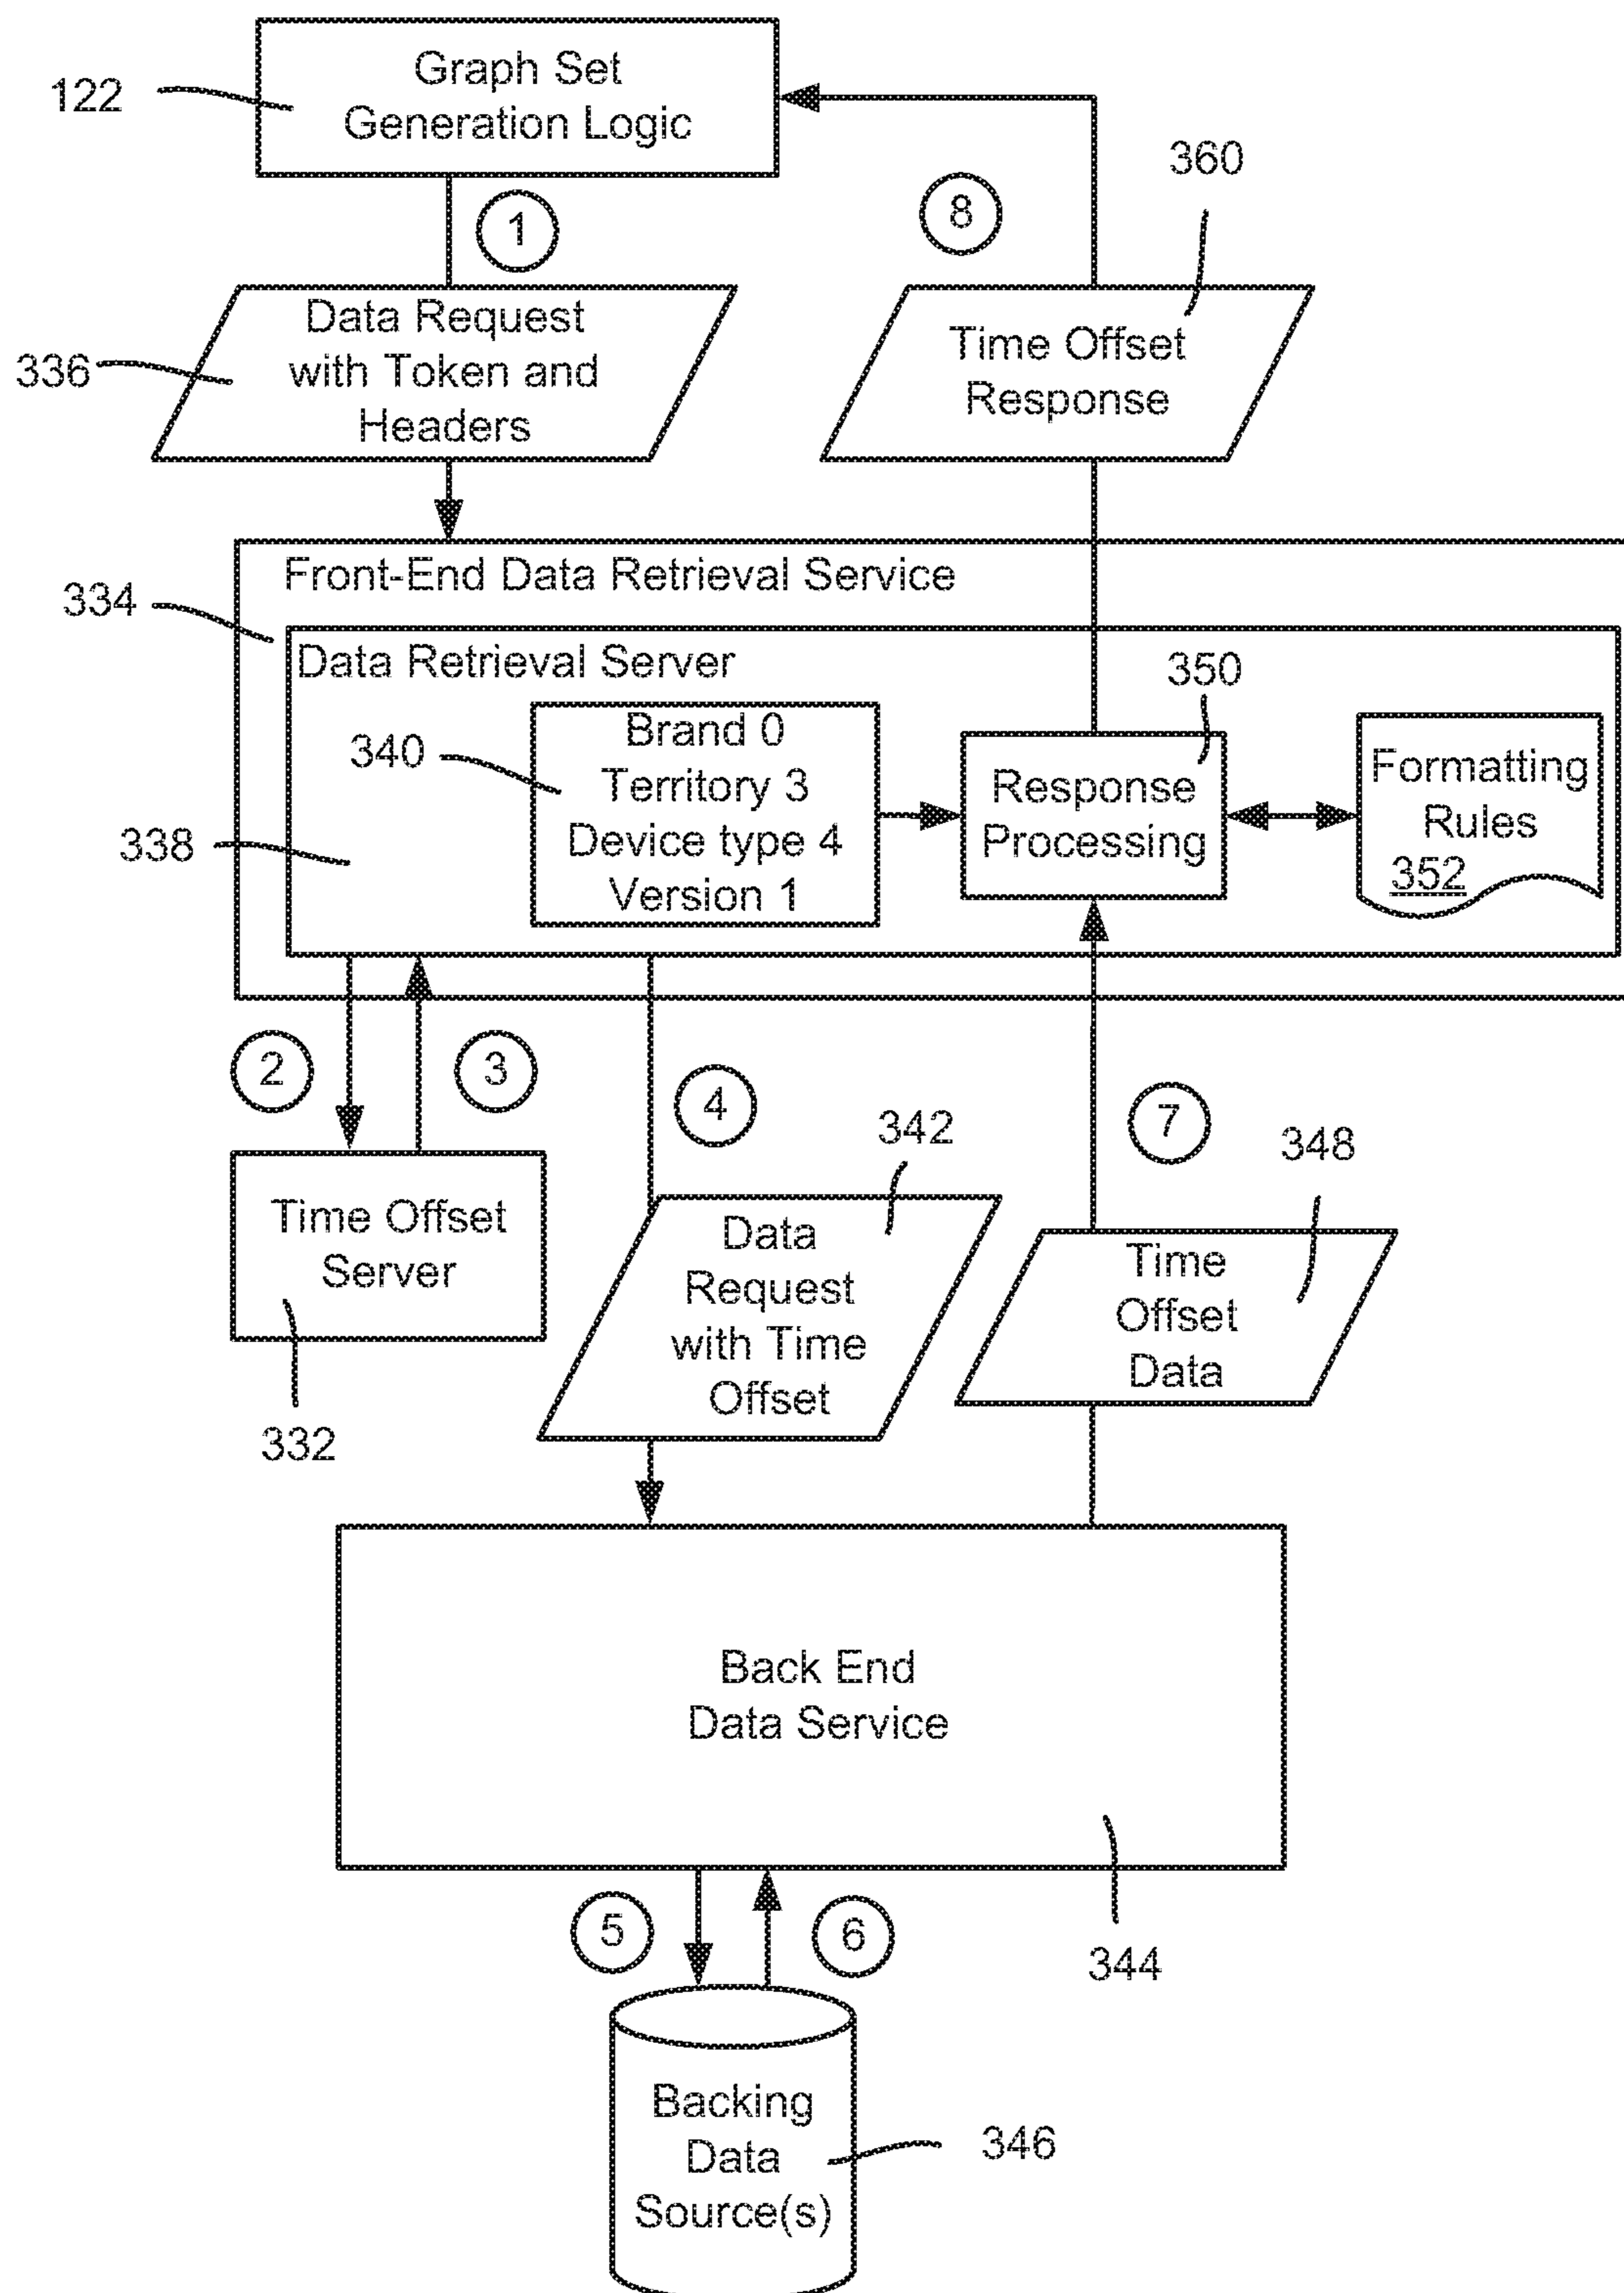 122
Graph Set
Generation Logic
1
8
360
336
Data Request
with Token and
Headers
Time Offset
Response
334
Front-End Data Retrieval Service
Data Retrieval Server
338
340
Brand 0
Territory 3
Device type 4
Version 1
350
Response
Processing
Formatting
Rules
352
2
3
4
342
7
348
Time Offset
Server
332
Data
Request
with Time
Offset
Time
Offset
Data
Back End
Data Service
344
5
6
Backing
Data
Source(s)
346